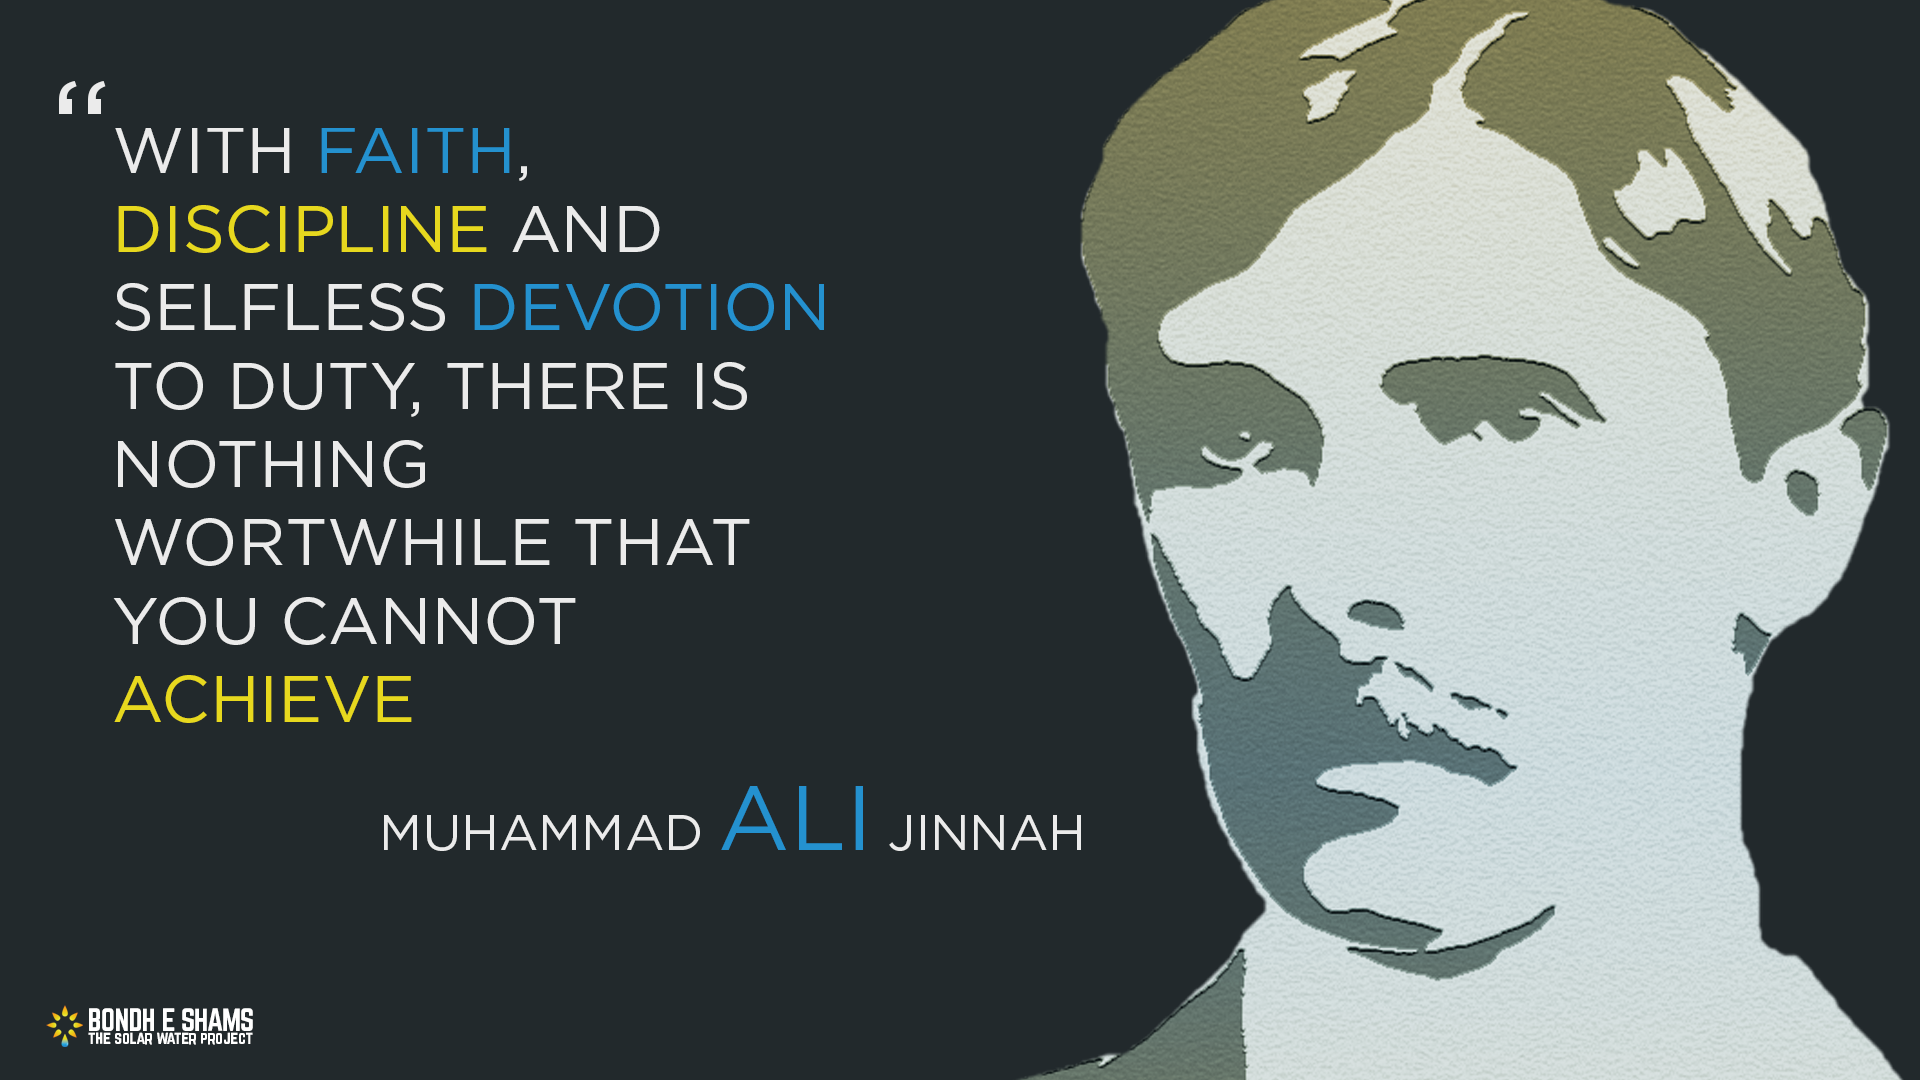 “
WITH FAITH,
DISCIPLINE AND
SELFLESS DEVOTION
TO DUTY, THERE IS
NOTHING
WORTWHILE THAT
YOU CANNOT
ACHIEVE
MUHAMMAD ALI JINNAH
BONDH E SHAMS
THE SOLAR WATER PROJECT